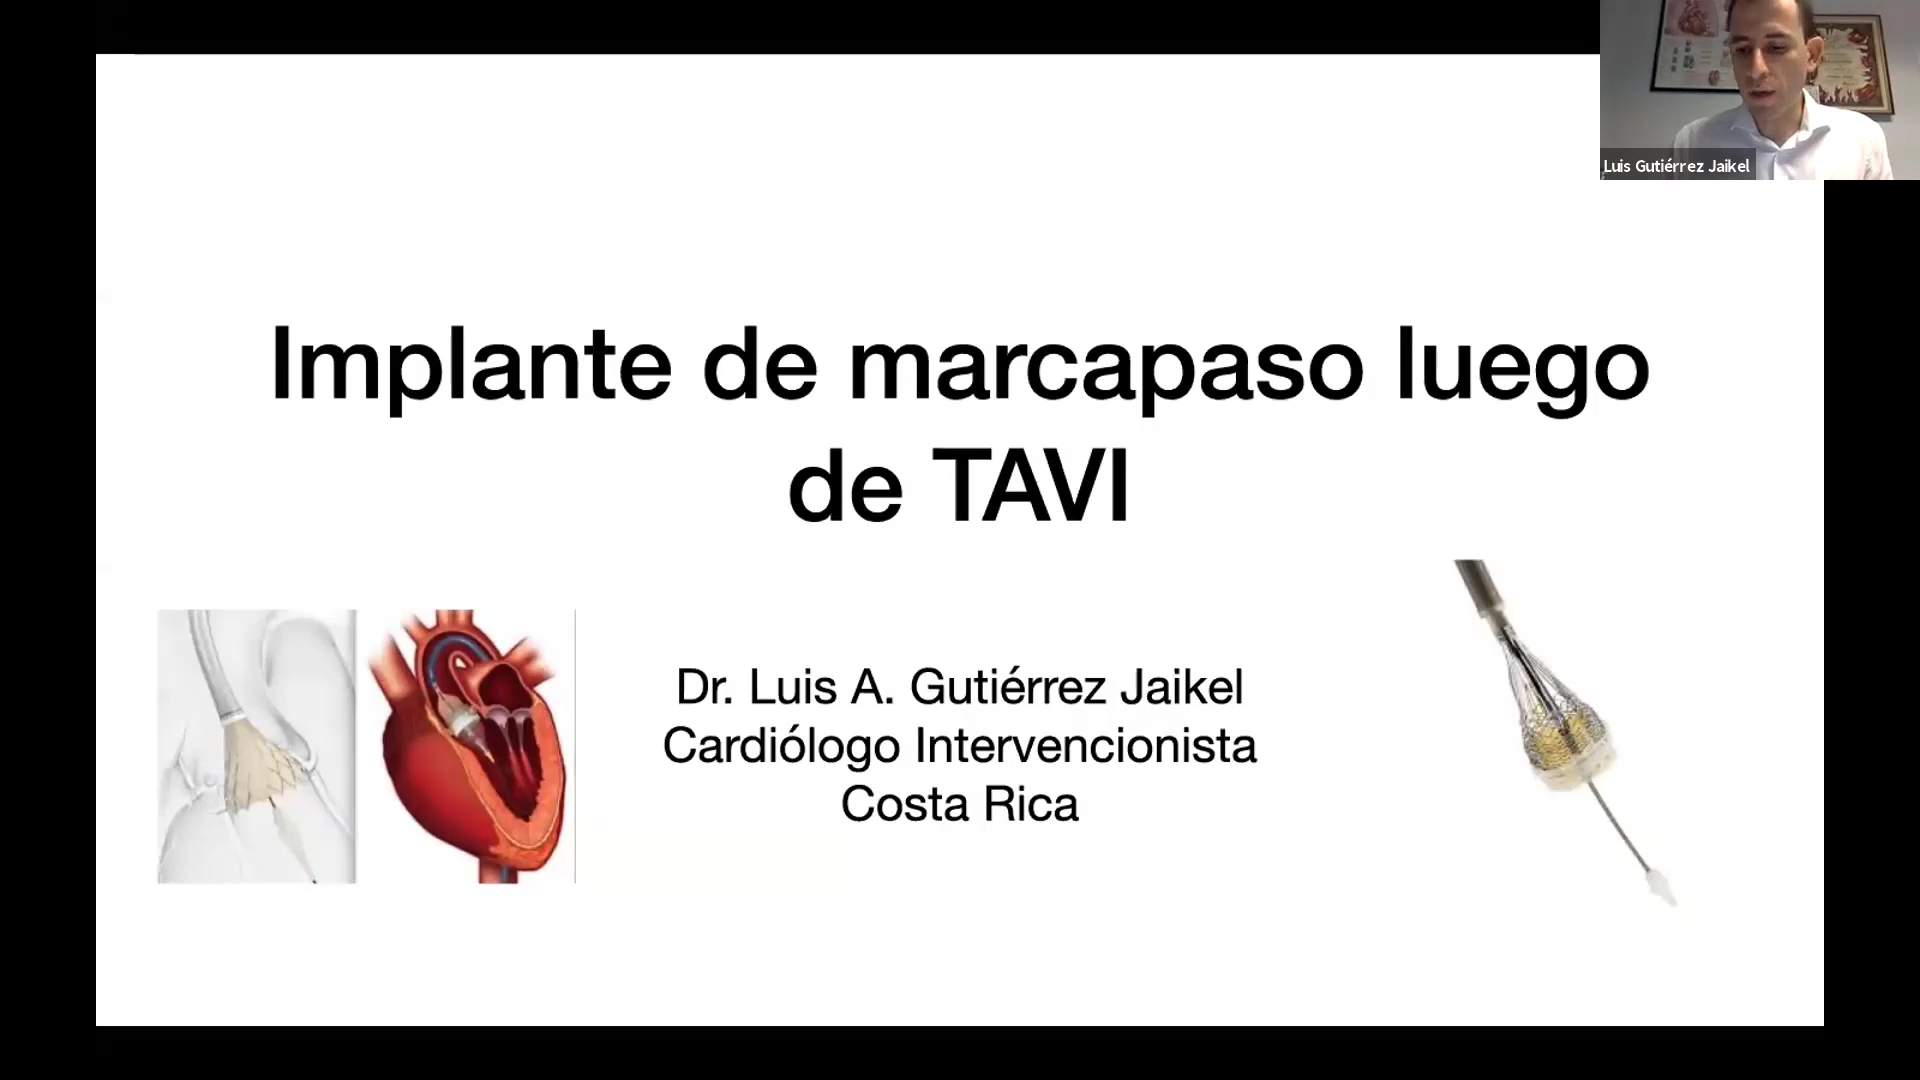 Luis Gutiérrez Jaikel
Implante de marcapaso luego
de TAVI
Dr. Luis A. Gutiérrez Jaikel
Cardiólogo Intervencionista
Costa Rica